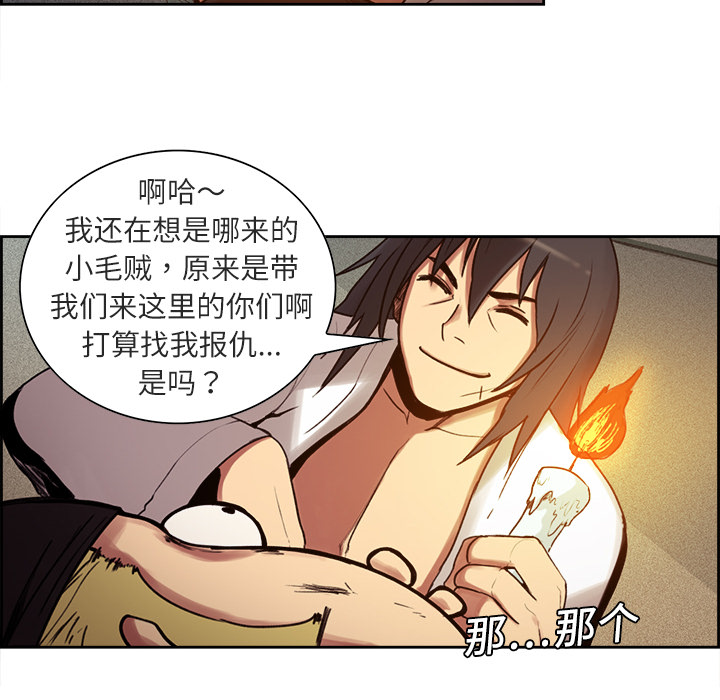 啊哈～
我还在想是哪来的
小毛贼，原来是带
我们来这里的你们啊
打算找我报仇...
是吗？
那...那个